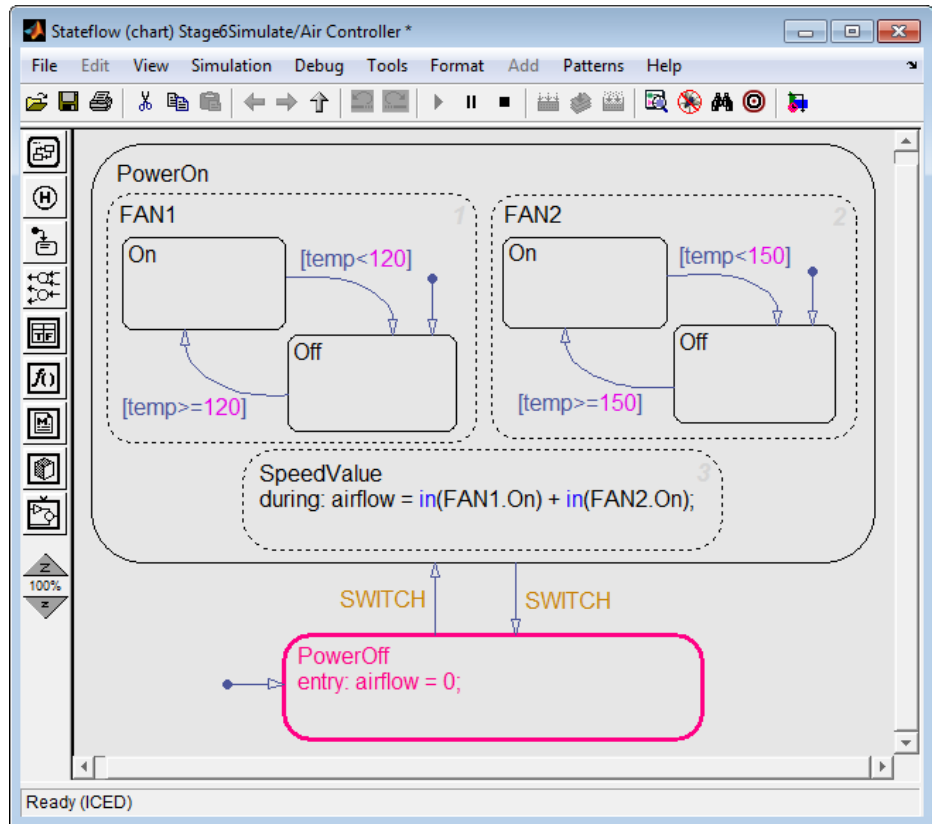 Stateflow (chart) Stage6Simulate/Air Controller *
File Edit View Simulation Debug Tools Format Add Patterns Help
PowerOn
FAN1 1
FAN2 2
On
[temp<120]
Off
[temp>=120]
On
[temp<150]
Off
[temp>=150]
SpeedValue 3
during: airflow = in(FAN1.On) + in(FAN2.On);
SWITCH
SWITCH
PowerOff
entry: airflow = 0;
H
TF
f()
M
Z
100%
z
Ready (ICED)